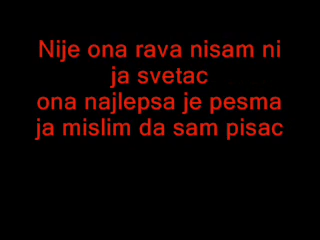 Nije ona rava nisam ni
ja svetac
ona najlepsa je pesma
ja mislim da sam pisac